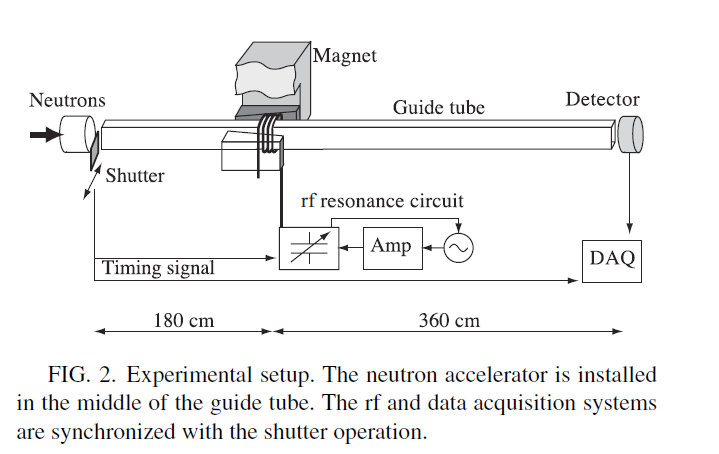 Magnet
Neutrons
Guide tube
Detector
Shutter
rf resonance circuit
Amp
DAQ
Timing signal
180 cm
360 cm
FIG. 2. Experimental setup. The neutron accelerator is installed
in the middle of the guide tube. The rf and data acquisition systems
are synchronized with the shutter operation.